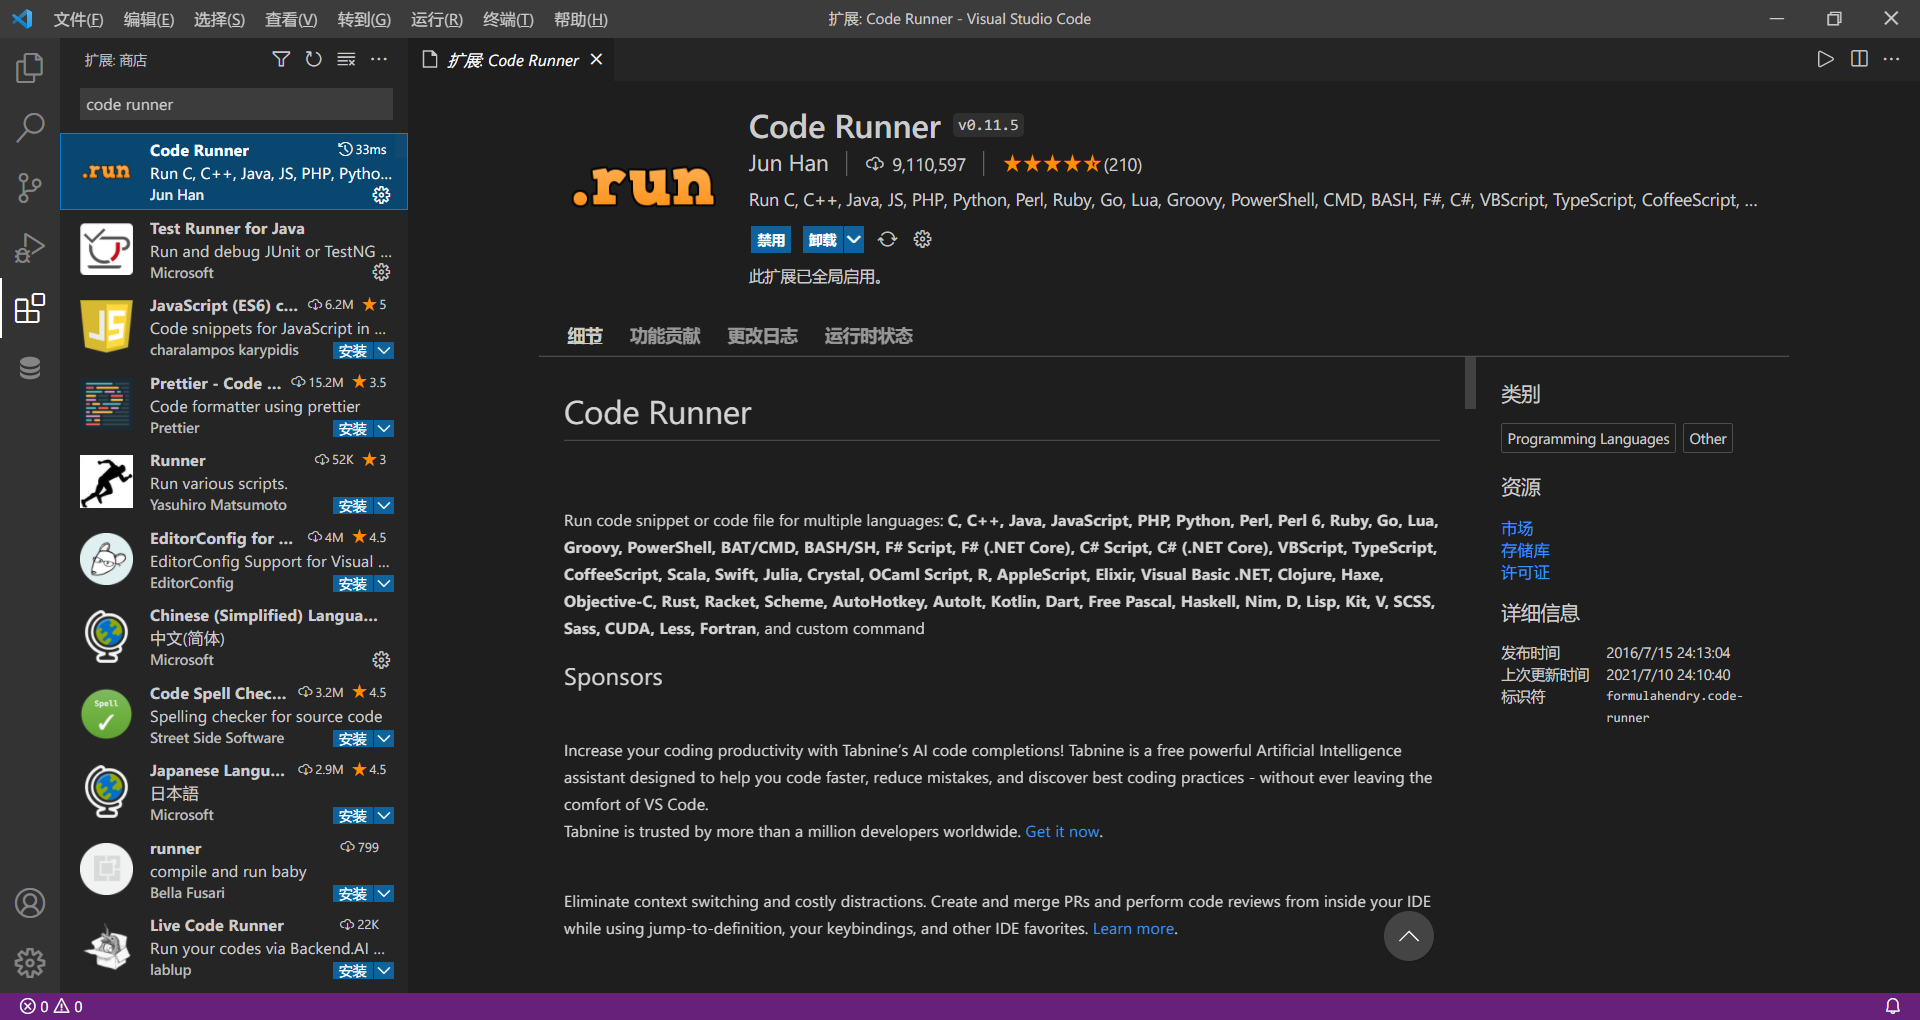 文件(F) 编辑(E) 选择(S) 查看(V) 转到(G) 运行(R) 终端(T) 帮助(H)
扩展: Code Runner - Visual Studio Code
扩展: 商店
code runner
Code Runner 33ms
Run C, C++, Java, JS, PHP, Pytho...
Jun Han
Test Runner for Java
Run and debug JUnit or TestNG ...
Microsoft
JavaScript (ES6) c... 6.2M 5
Code snippets for JavaScript in ...
charalampos karypidis 安装
Prettier - Code ... 15.2M 3.5
Code formatter using prettier
Prettier 安装
Runner 52K 3
Run various scripts.
Yasuhiro Matsumoto 安装
EditorConfig for ... 4M 4.5
EditorConfig Support for Visual ...
EditorConfig 安装
Chinese (Simplified) Langua...
中文(简体)
Microsoft
Code Spell Chec... 3.2M 4.5
Spell
Spelling checker for source code
Street Side Software 安装
Japanese Langu... 2.9M 4.5
日本語
Microsoft 安装
runner 799
compile and run baby
Bella Fusari 安装
Live Code Runner 22K
Run your codes via Backend.AI ...
lablup 安装
扩展: Code Runner
.run
Code Runner v0.11.5
Jun Han 9,110,597 (210)
Run C, C++, Java, JS, PHP, Python, Perl, Ruby, Go, Lua, Groovy, PowerShell, CMD, BASH, F#, C#, VBScript, TypeScript, CoffeeScript, ...
禁用 卸载
此扩展已全局启用。
细节 功能贡献 更改日志 运行时状态
Code Runner
Run code snippet or code file for multiple languages: C, C++, Java, JavaScript, PHP, Python, Perl, Perl 6, Ruby, Go, Lua,
Groovy, PowerShell, BAT/CMD, BASH/SH, F# Script, F# (.NET Core), C# Script, C# (.NET Core), VBScript, TypeScript,
CoffeeScript, Scala, Swift, Julia, Crystal, OCaml Script, R, AppleScript, Elixir, Visual Basic .NET, Clojure, Haxe,
Objective-C, Rust, Racket, Scheme, AutoHotkey, AutoIt, Kotlin, Dart, Free Pascal, Haskell, Nim, D, Lisp, Kit, V, SCSS,
Sass, CUDA, Less, Fortran, and custom command
Sponsors
Increase your coding productivity with Tabnine’s AI code completions! Tabnine is a free powerful Artificial Intelligence
assistant designed to help you code faster, reduce mistakes, and discover best coding practices - without ever leaving the
comfort of VS Code.
Tabnine is trusted by more than a million developers worldwide. Get it now.
Eliminate context switching and costly distractions. Create and merge PRs and perform code reviews from inside your IDE
while using jump-to-definition, your keybindings, and other IDE favorites. Learn more.
类别
Programming Languages Other
资源
市场
存储库
许可证
详细信息
发布时间 2016/7/15 24:13:04
上次更新时间 2021/7/10 24:10:40
标识符 formulahendry.code-
runner
0 0